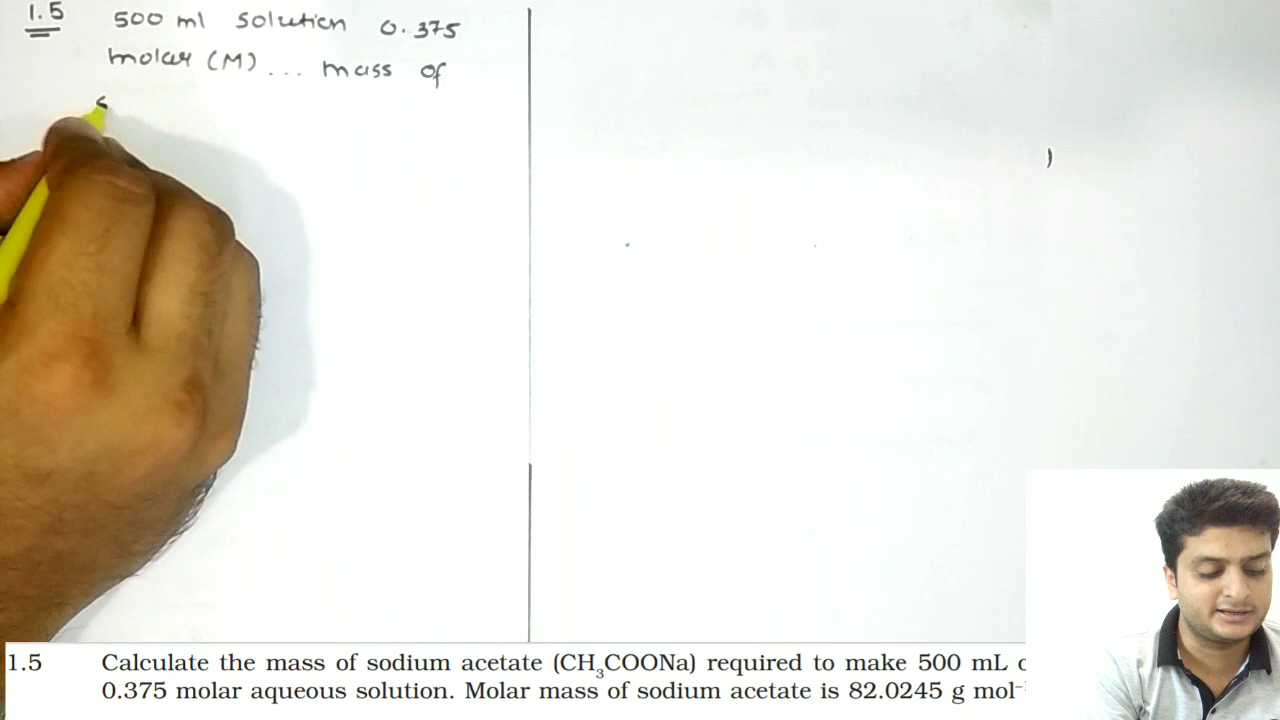 1.5 500 ml solution 0.375
molar (M) ... mass of
1.5 Calculate the mass of sodium acetate (CH₃COONa) required to make 500 mL
0.375 molar aqueous solution. Molar mass of sodium acetate is 82.0245 g mol⁻